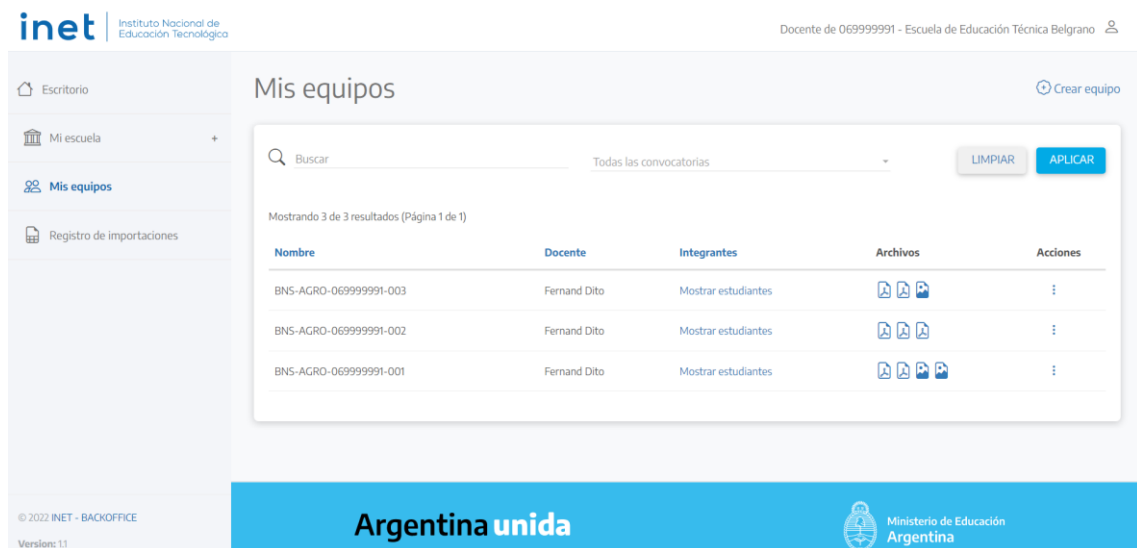 inet
Instituto Nacional de
Educación Tecnológica
Docente de 069999991 - Escuela de Educación Técnica Belgrano
Escritorio
Mi escuela +
Mis equipos
Registro de importaciones
Mis equipos
Crear equipo
Buscar
Todas las convocatorias
LIMPIAR
APLICAR
Mostrando 3 de 3 resultados (Página 1 de 1)
Nombre Docente Integrantes Archivos Acciones
BNS-AGRO-069999991-003 Fernand Dito Mostrar estudiantes
BNS-AGRO-069999991-002 Fernand Dito Mostrar estudiantes
BNS-AGRO-069999991-001 Fernand Dito Mostrar estudiantes
© 2022 INET - BACKOFFICE
Version: 1.1
Argentina unida
Ministerio de Educación
Argentina